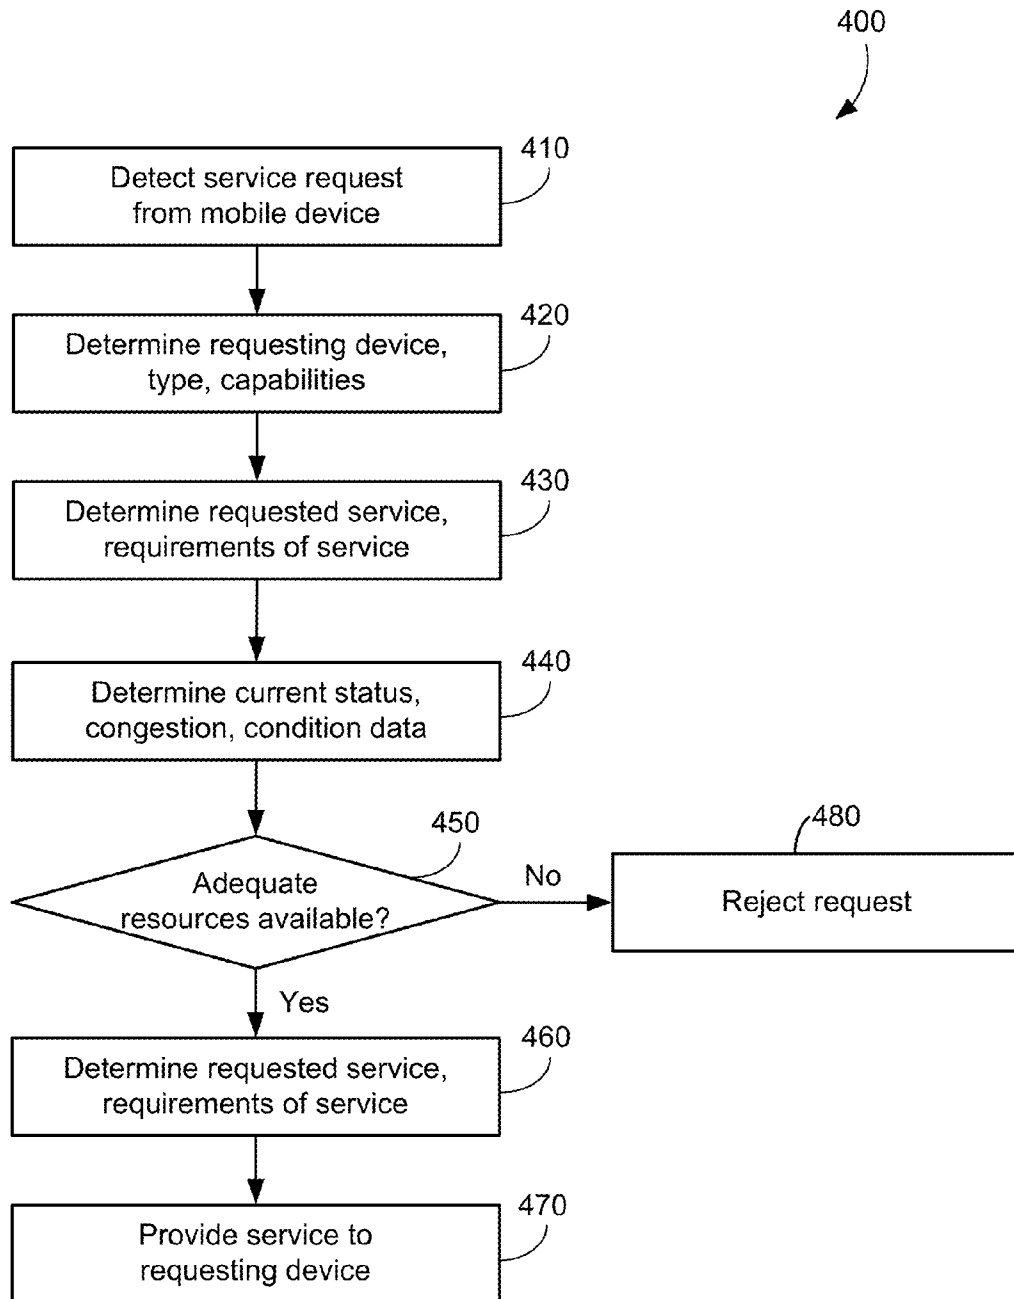 400
410
Detect service request
from mobile device
420
Determine requesting device,
type, capabilities
430
Determine requested service,
requirements of service
440
Determine current status,
congestion, condition data
450
Adequate
resources available?
No
480
Reject request
Yes
460
Determine requested service,
requirements of service
470
Provide service to
requesting device